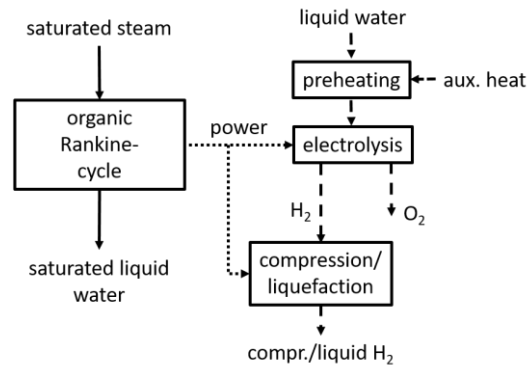 saturated steam
organic
Rankine-
cycle
saturated liquid
water
power
liquid water
preheating
aux. heat
electrolysis
H₂
O₂
compression/
liquefaction
compr./liquid H₂